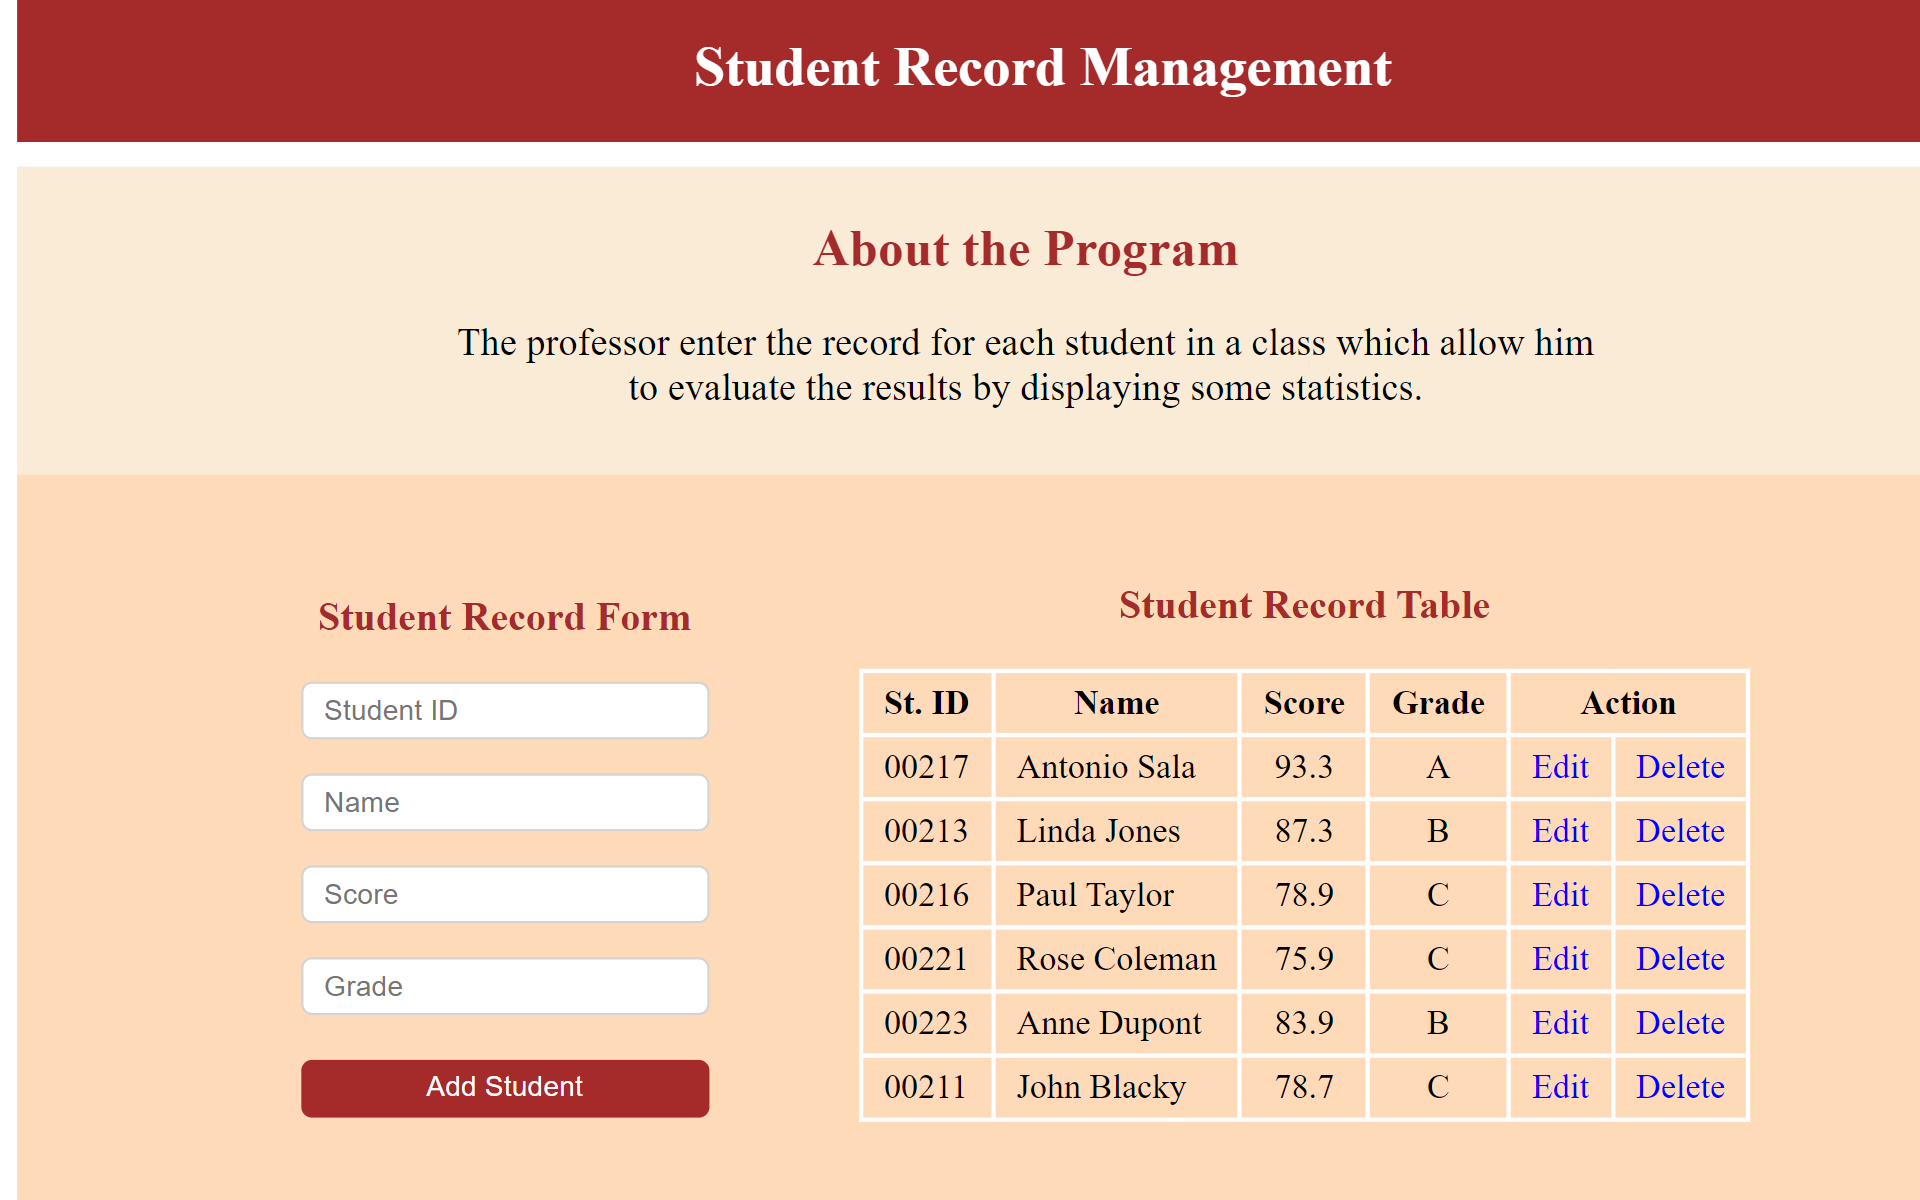 Student Record Management
About the Program
The professor enter the record for each student in a class which allow him
to evaluate the results by displaying some statistics.
Student Record Form
Student ID
Name
Score
Grade
Add Student
Student Record Table
St. ID Name Score Grade Action
00217 Antonio Sala 93.3 A Edit Delete
00213 Linda Jones 87.3 B Edit Delete
00216 Paul Taylor 78.9 C Edit Delete
00221 Rose Coleman 75.9 C Edit Delete
00223 Anne Dupont 83.9 B Edit Delete
00211 John Blacky 78.7 C Edit Delete